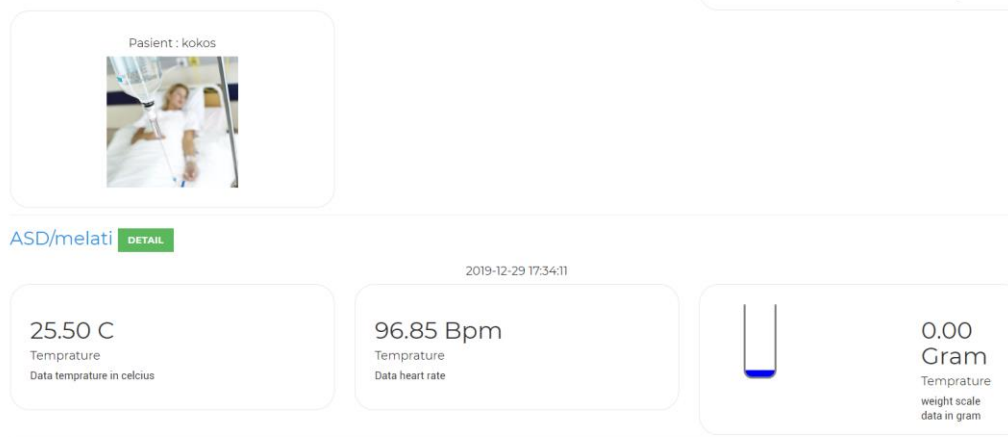 Pasient : kokos
ASD/melati DETAIL
2019-12-29 17:34:11
25.50 C
Temprature
Data temprature in celcius
96.85 Bpm
Temprature
Data heart rate
0.00
Gram
Temprature
weight scale
data in gram